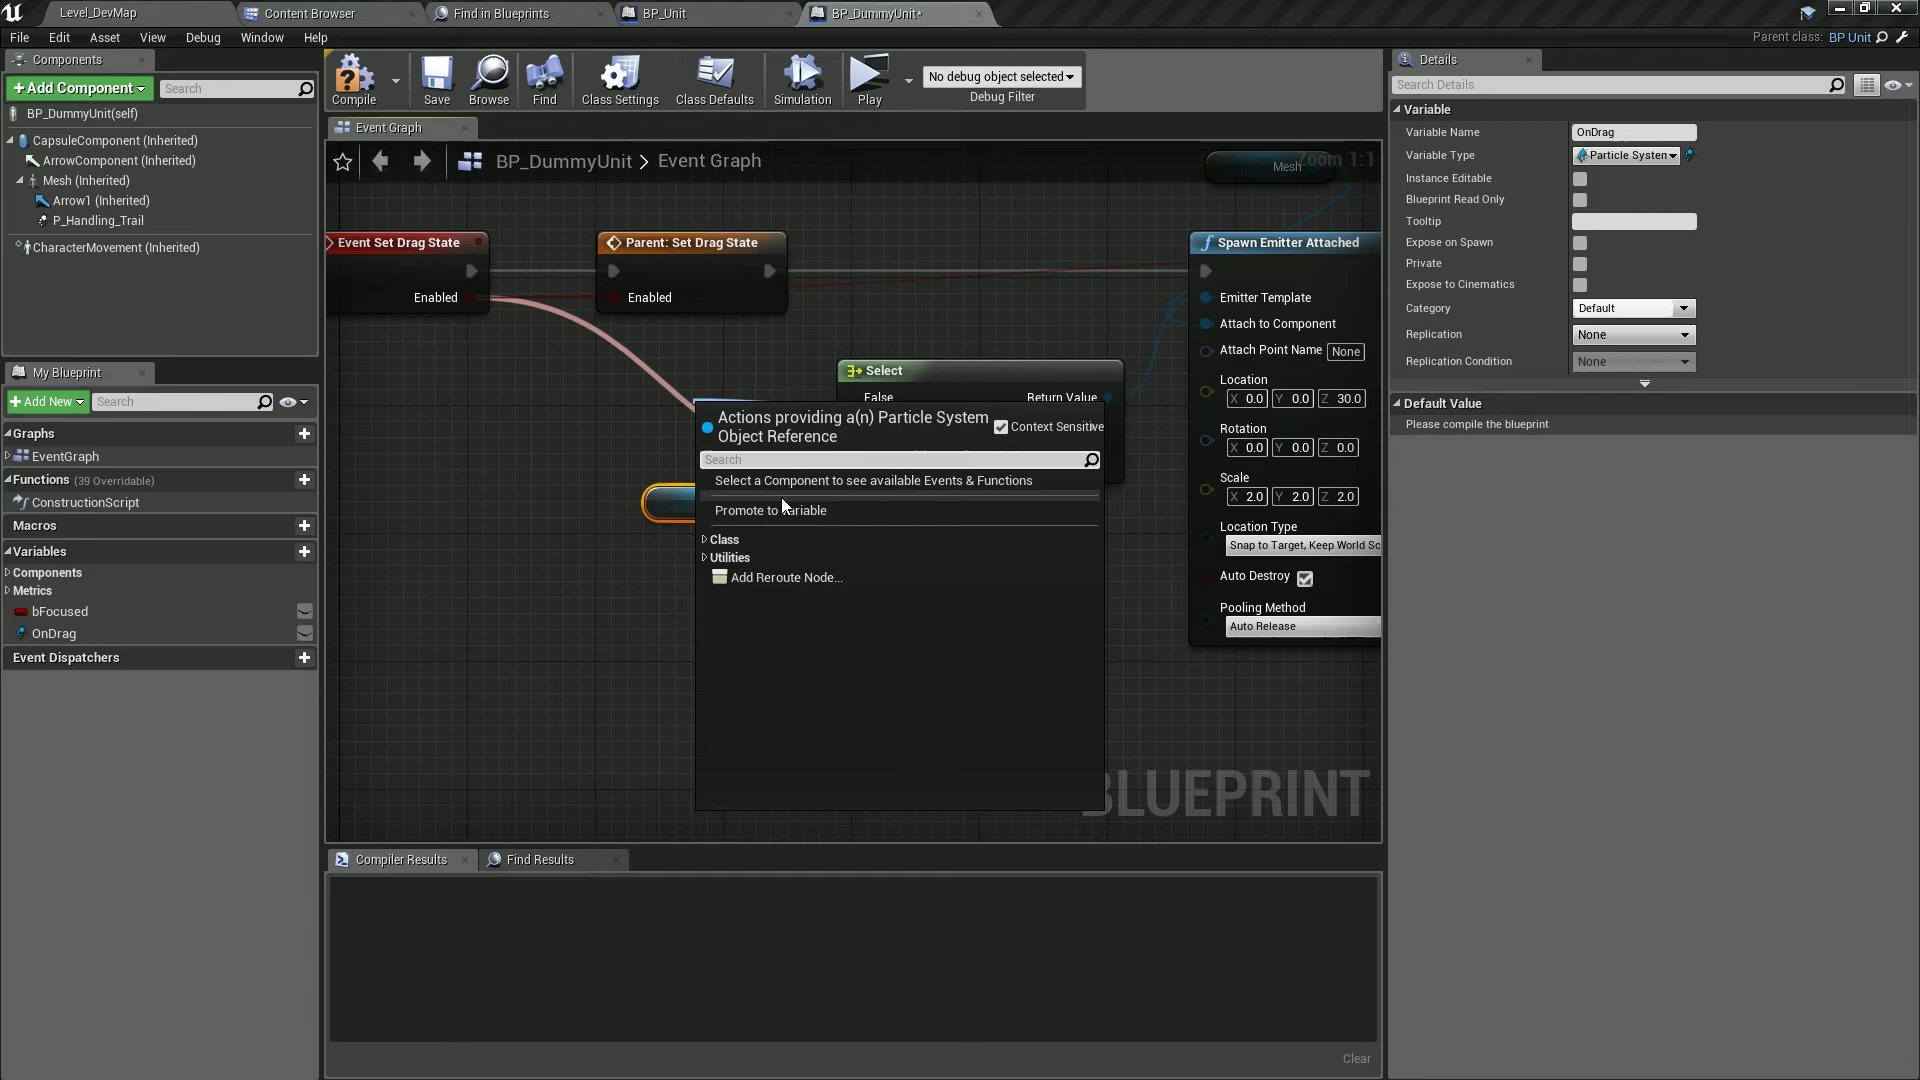 Level_DevMap
Content Browser
Find in Blueprints
BP_Unit
BP_DummyUnit*
File Edit Asset View Debug Window Help
Parent class: BP Unit
Components
+Add Component
Search
BP_DummyUnit(self)
CapsuleComponent (Inherited)
ArrowComponent (Inherited)
Mesh (Inherited)
Arrow1 (Inherited)
P_Handling_Trail
CharacterMovement (Inherited)
My Blueprint
+Add New
Search
Graphs
EventGraph
Functions (39 Overridable)
ConstructionScript
Macros
Variables
Components
Metrics
bFocused
OnDrag
Event Dispatchers
Compile
Save
Browse
Find
Class Settings
Class Defaults
Simulation
Play
No debug object selected
Debug Filter
Event Graph
BP_DummyUnit > Event Graph
Mesh
Zoom 1:1
Event Set Drag State
Enabled
Parent: Set Drag State
Enabled
Select
False
Return Value
Actions providing a(n) Particle System
Object Reference
Context Sensitive
Search
Select a Component to see available Events & Functions
Promote to Variable
Class
Utilities
Add Reroute Node...
Spawn Emitter Attached
Emitter Template
Attach to Component
Attach Point Name None
Location
X 0.0 Y 0.0 Z 30.0
Rotation
X 0.0 Y 0.0 Z 0.0
Scale
X 2.0 Y 2.0 Z 2.0
Location Type
Snap to Target, Keep World Sc
Auto Destroy
Pooling Method
Auto Release
BLUEPRINT
Compiler Results
Find Results
Clear
Details
Search Details
Variable
Variable Name OnDrag
Variable Type Particle System
Instance Editable
Blueprint Read Only
Tooltip
Expose on Spawn
Private
Expose to Cinematics
Category Default
Replication None
Replication Condition None
Default Value
Please compile the blueprint